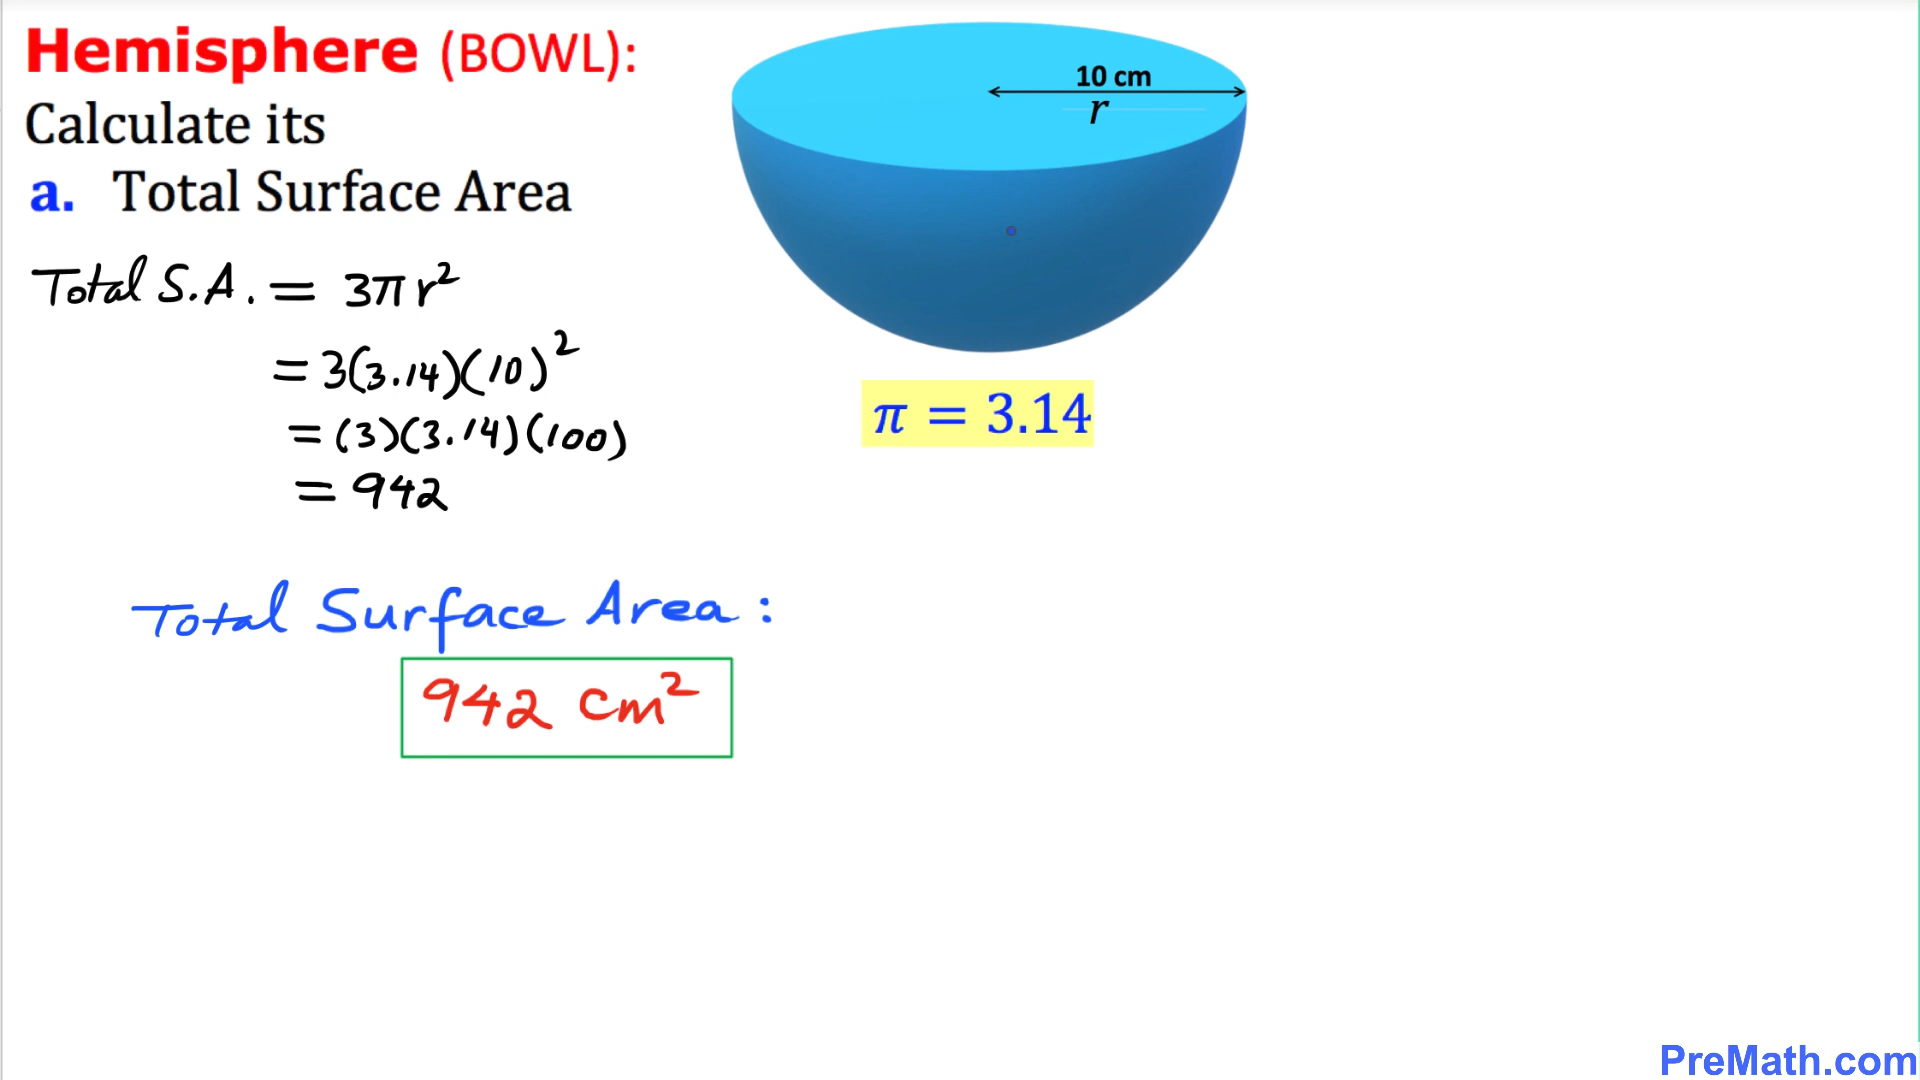 Hemisphere (BOWL):
Calculate its
a. Total Surface Area
Total S.A. = 3πr²
= 3(3.14)(10)²
= (3)(3.14)(100)
= 942
Total Surface Area:
942 cm²
10 cm
r
π = 3.14
PreMath.com